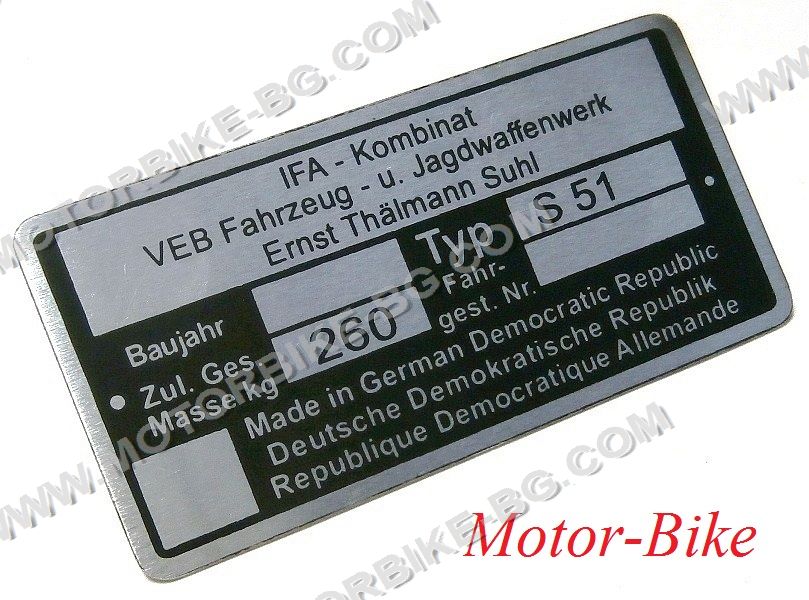 IFA - Kombinat
VEB Fahrzeug - u. Jagdwaffenwerk
Ernst Thälmann Suhl
Baujahr
Typ S 51
Zul. Ges.
Masse kg 260
Fahr-
gest. Nr.
Made in German Democratic Republic
Deutsche Demokratische Republik
Republique Democratique Allemande
Motor-Bike
WWW.MOTORBIKE-BG.COM